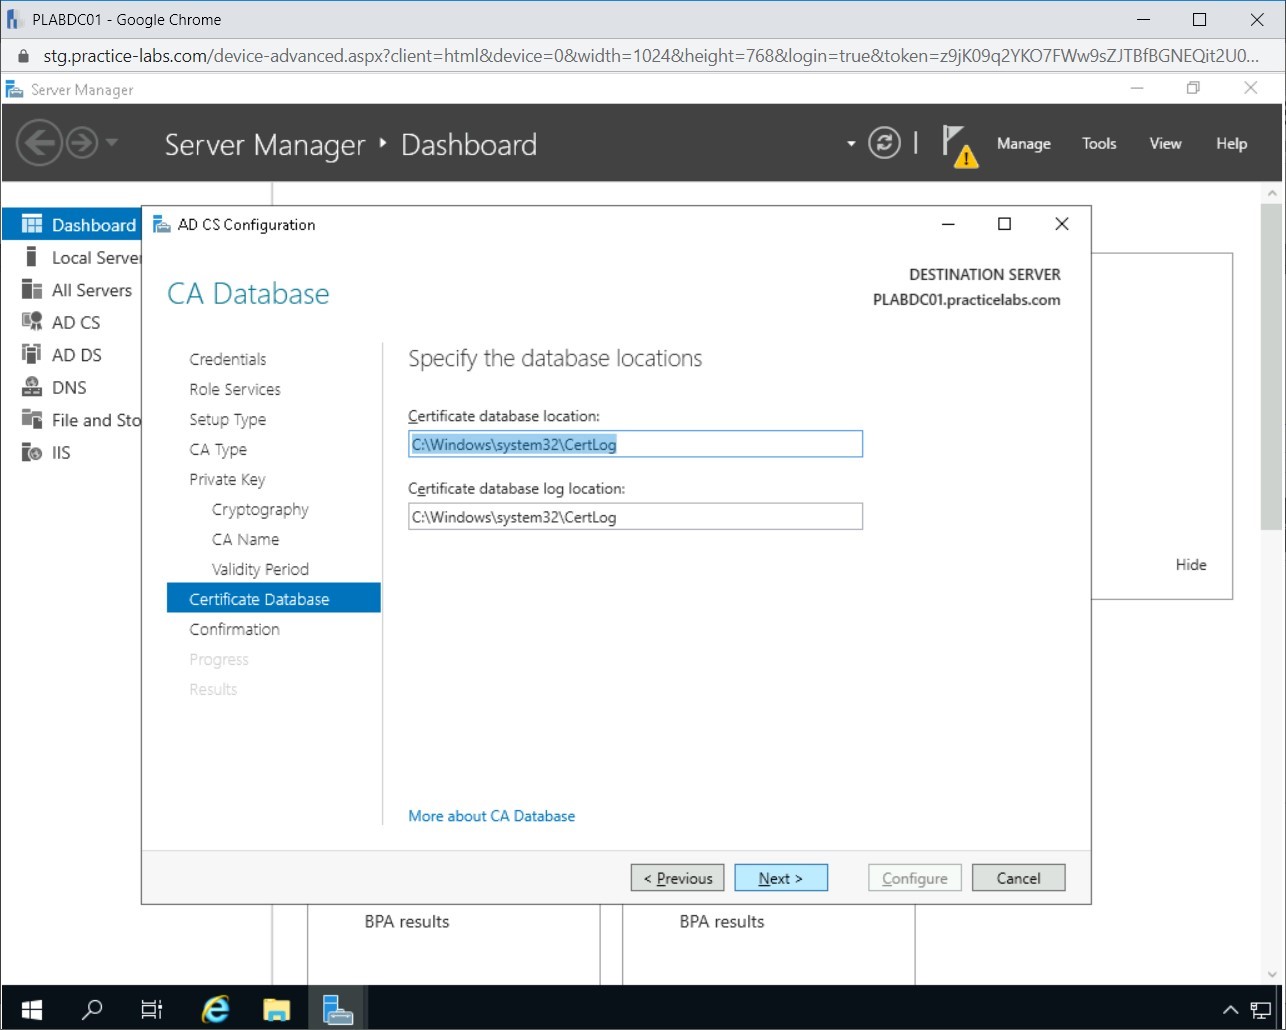 PLABDC01 - Google Chrome
stg.practice-labs.com/device-advanced.aspx?client=html&device=0&width=1024&height=768&login=true&token=z9jK09q2YKO7FWw9sZJTBfBGNEQit2U0...
Server Manager
Server Manager ‣ Dashboard
Manage
Tools
View
Help
Dashboard
Local Server
All Servers
AD CS
AD DS
DNS
File and Sto
IIS
AD CS Configuration
CA Database
DESTINATION SERVER
PLABDC01.practicelabs.com
Credentials
Role Services
Setup Type
CA Type
Private Key
Cryptography
CA Name
Validity Period
Certificate Database
Confirmation
Progress
Results
Specify the database locations
Certificate database location:
C:\Windows\system32\CertLog
Certificate database log location:
C:\Windows\system32\CertLog
More about CA Database
< Previous
Next >
Configure
Cancel
Hide
BPA results
BPA results